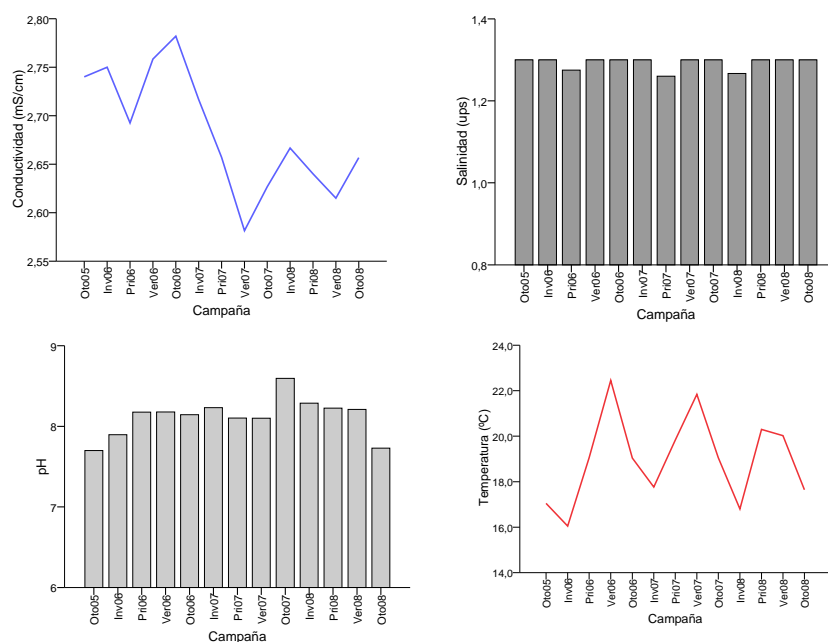 2,80
2,75
2,70
2,65
2,60
2,55
Conductividad (mS/cm)
Oto05 Inv06 Pri06 Ver06 Oto06 Inv07 Pri07 Ver07 Oto07 Inv08 Pri08 Ver08 Oto08
Campaña
1,4
1,2
1,0
0,8
Salinidad (ups)
Oto05 Inv06 Pri06 Ver06 Oto06 Inv07 Pri07 Ver07 Oto07 Inv08 Pri08 Ver08 Oto08
Campaña
9
8
7
6
pH
Oto05 Inv06 Pri06 Ver06 Oto06 Inv07 Pri07 Ver07 Oto07 Inv08 Pri08 Ver08 Oto08
Campaña
24,0
22,0
20,0
18,0
16,0
14,0
Temperatura (ºC)
Oto05 Inv06 Pri06 Ver06 Oto06 Inv07 Pri07 Ver07 Oto07 Inv08 Pri08 Ver08 Oto08
Campaña